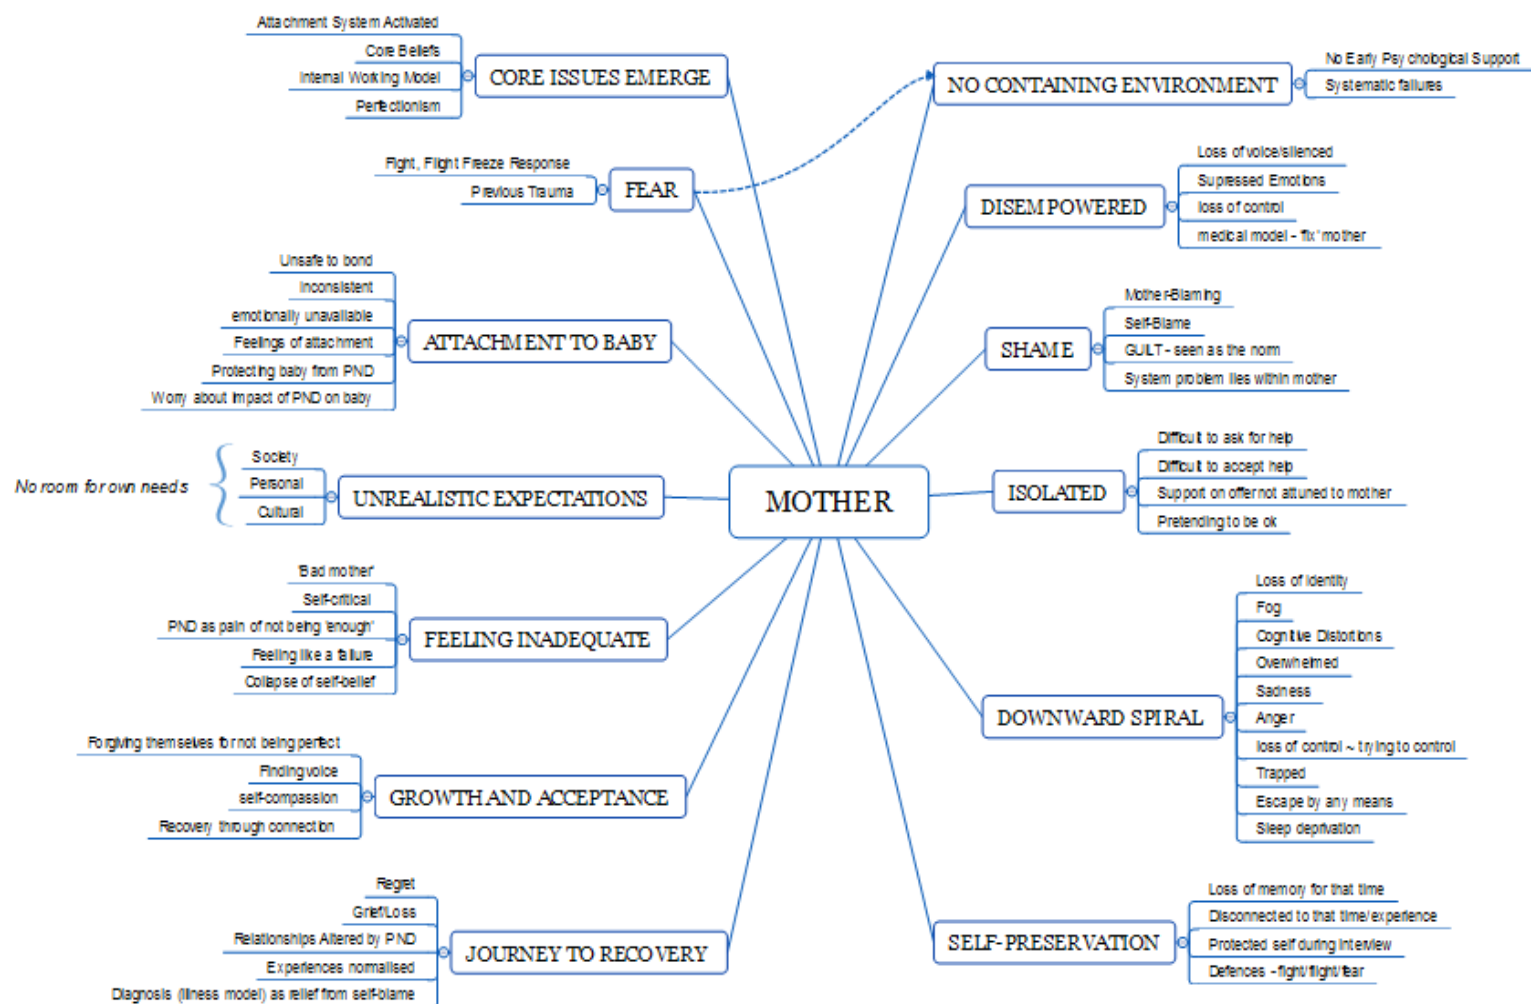 Attachment System Activated
Core Beliefs
Internal Working Model
Perfectionism
CORE ISSUES EMERGE
Fight, Flight Freeze Response
Previous Trauma
FEAR
Unsafe to bond
Inconsistent
emotionally unavailable
Feelings of attachment
Protecting baby from PND
Worry about impact of PND on baby
ATTACHMENT TO BABY
No room for own needs
Society
Personal
Cultural
UNREALISTIC EXPECTATIONS
'Bad mother'
Self-critical
PND as pain of not being 'enough'
Feeling like a failure
Collapse of self-belief
FEELING INADEQUATE
Forgiving themselves for not being perfect
Finding voice
self-compassion
Recovery through connection
GROWTH AND ACCEPTANCE
Regret
Grief/Loss
Relationships Altered by PND
Experiences normalised
Diagnosis (illness model) as relief from self-blame
JOURNEY TO RECOVERY
MOTHER
NO CONTAINING ENVIRONMENT
No Early Psychological Support
Systematic failures
DISEMPOWERED
Loss of voice/silenced
Supressed Emotions
loss of control
medical model - 'fix' mother
SHAME
Mother-Blaming
Self-Blame
GUILT - seen as the norm
System problem lies within mother
ISOLATED
Difficult to ask for help
Difficult to accept help
Support on offer not attuned to mother
Pretending to be ok
DOWNWARD SPIRAL
Loss of identity
Fog
Cognitive Distortions
Overwhelmed
Sadness
Anger
loss of control ~ trying to control
Trapped
Escape by any means
Sleep deprivation
SELF-PRESERVATION
Loss of memory for that time
Disconnected to that time/experience
Protected self during interview
Defences - fight/flight/fear